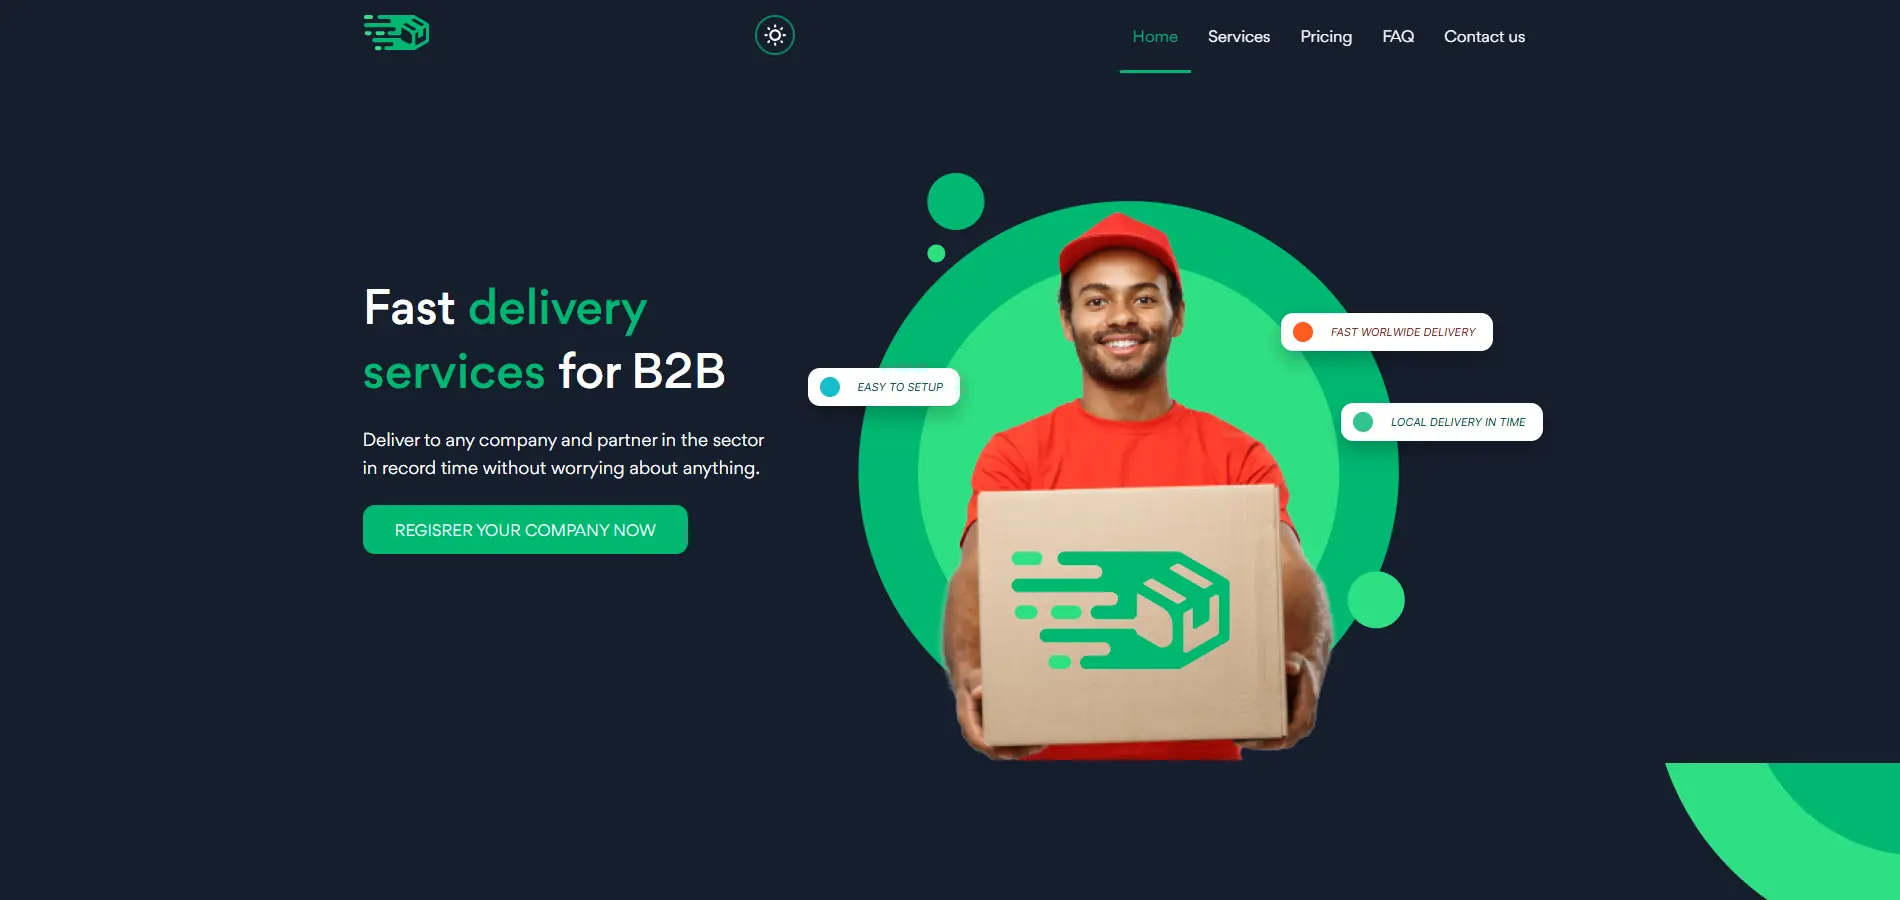 Home Services Pricing FAQ Contact us
Fast delivery
services for B2B
Deliver to any company and partner in the sector
in record time without worrying about anything.
REGISRER YOUR COMPANY NOW
EASY TO SETUP
FAST WORLWIDE DELIVERY
LOCAL DELIVERY IN TIME